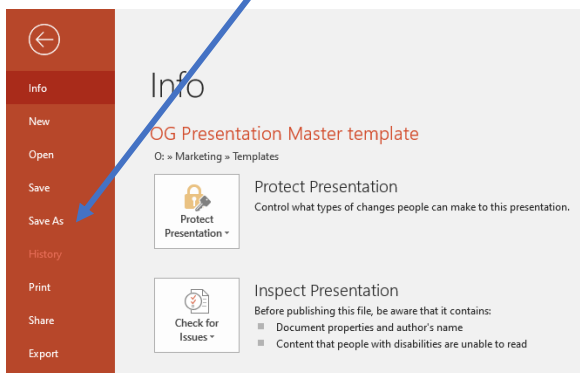 Info
New
Open
Save
Save As
History
Print
Share
Export
Info
OG Presentation Master template
O: » Marketing » Templates
Protect
Presentation
Protect Presentation
Control what types of changes people can make to this presentation.
Check for
Issues
Inspect Presentation
Before publishing this file, be aware that it contains:
Document properties and author's name
Content that people with disabilities are unable to read